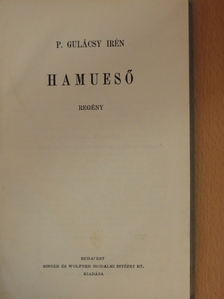 P. GULÁCSY IRÉN
HAMUESŐ
REGÉNY
BUDAPEST
SINGER ÉS WOLFNER IRODALMI INTÉZET RT.
KIADÁSA